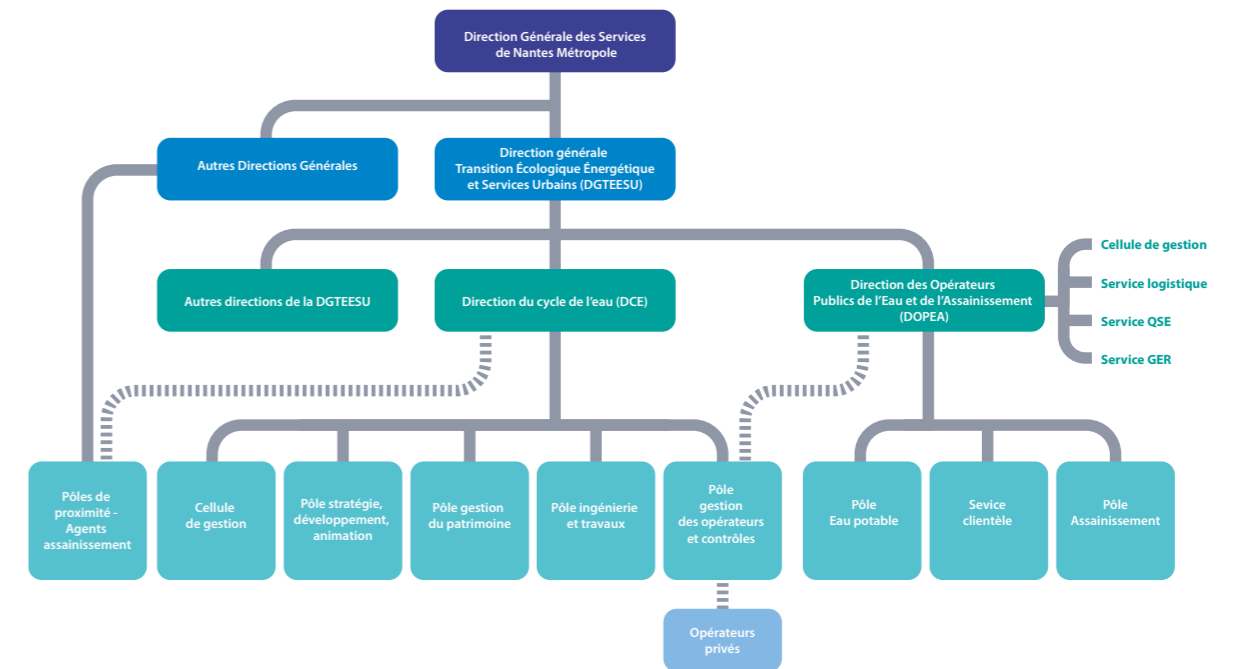 Direction Générale des Services
de Nantes Métropole
Autres Directions Générales
Direction générale
Transition Écologique Énergétique
et Services Urbains (DGTEESU)
Autres directions de la DGTEESU
Direction du cycle de l'eau (DCE)
Direction des Opérateurs
Publics de l'Eau et de l'Assainissement
(DOPEA)
Cellule de gestion
Service logistique
Service QSE
Service GER
Pôles de
proximité -
Agents
assainissement
Cellule
de gestion
Pôle stratégie,
développement,
animation
Pôle gestion
du patrimoine
Pôle ingénierie
et travaux
Pôle
gestion
des opérateurs
et contrôles
Pôle
Eau potable
Sevice
clientèle
Pôle
Assainissement
Opérateurs
privés